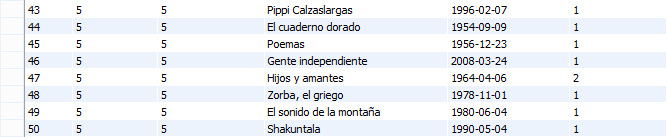 43 5 5 Pippi Calzaslargas 1996-02-07 1
44 5 5 El cuaderno dorado 1954-09-09 1
45 5 5 Poemas 1956-12-23 1
46 5 5 Gente independiente 2008-03-24 1
47 5 5 Hijos y amantes 1964-04-06 2
48 5 5 Zorba, el griego 1978-11-01 1
49 5 5 El sonido de la montaña 1980-06-04 1
50 5 5 Shakuntala 1990-05-04 1